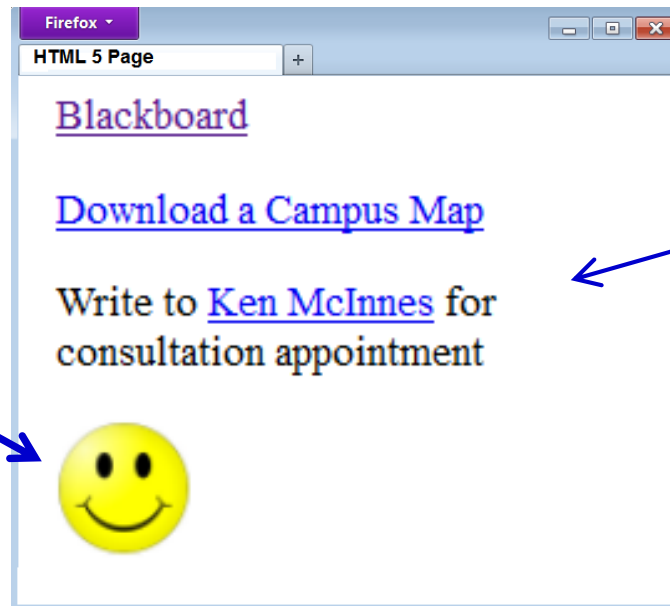 Firefox
HTML 5 Page
+
Blackboard
Download a Campus Map
Write to Ken McInnes for
consultation appointment